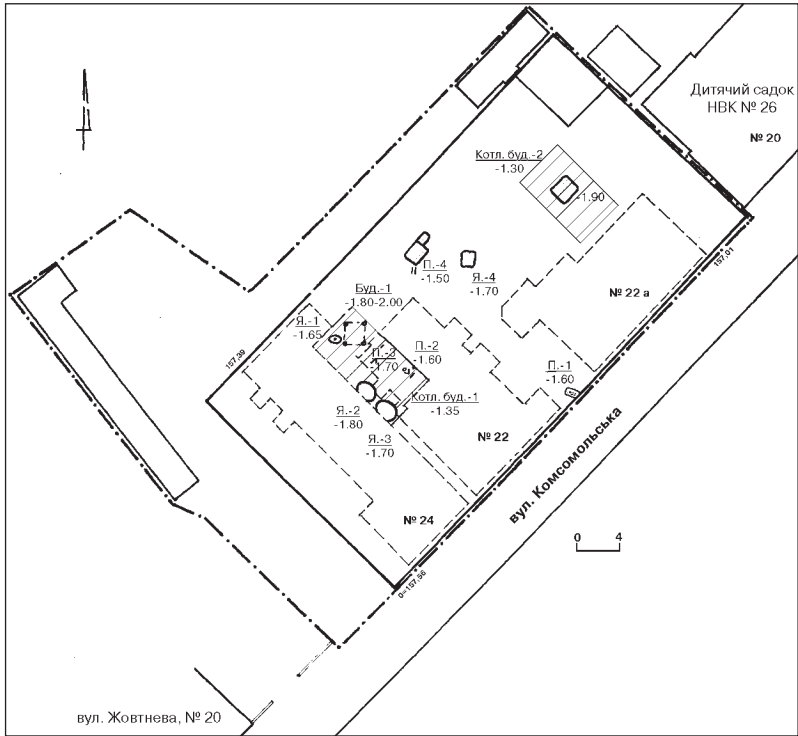 Дитячий садок
НВК № 26
№ 20
Котл. буд.-2
-1.30
-1.90
157,01
П.-4
-1.50
Я.-4
-1.70
№ 22 а
Буд.-1
-1.80-2.00
Я.-1
-1.65
П.-3
-1.70
П.-2
-1.60
157,39
П.-1
-1.60
Котл. буд.-1
-1.35
Я.-2
-1.80
Я.-3
-1.70
№ 22
вул. Комсомольська
№ 24
0 4
0=157,56
вул. Жовтнева, № 20